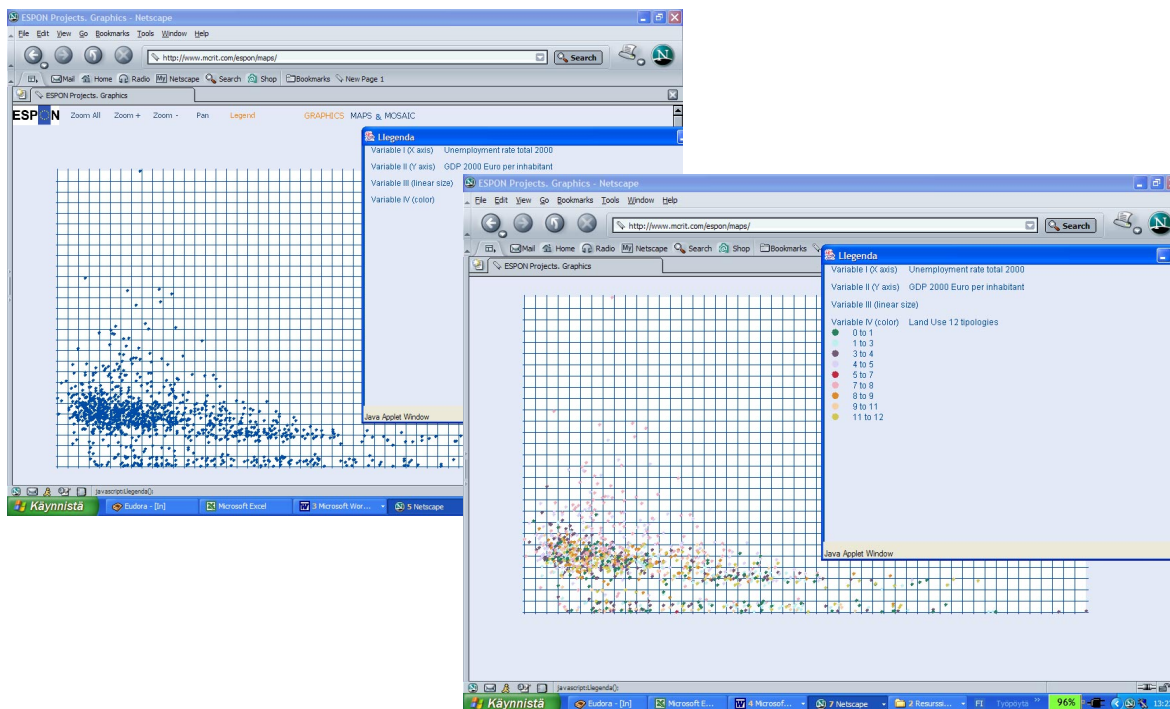 ESPON Projects. Graphics - Netscape
File Edit View Go Bookmarks Tools Window Help
http://www.mcrit.com/espon/maps/
Search
Mail Home Radio My Netscape Search Shop Bookmarks New Page 1
ESPON Projects. Graphics
ESPON Zoom All Zoom + Zoom - Pan Legend GRAPHICS MAPS & MOSAIC
Llegenda
Variable I (X axis) Unemployment rate total 2000
Variable II (Y axis) GDP 2000 Euro per inhabitant
Variable III (linear size)
Variable IV (color)
Java Applet Window
javascript:Llegenda();
Käynnistä Eudora - [In] Microsoft Excel 3 Microsoft Wor... 5 Netscape
ESPON Projects. Graphics - Netscape
File Edit View Go Bookmarks Tools Window Help
http://www.mcrit.com/espon/maps/
Search
Mail Home Radio My Netscape Search Shop Bookmarks
ESPON Projects. Graphics
Llegenda
Variable I (X axis) Unemployment rate total 2000
Variable II (Y axis) GDP 2000 Euro per inhabitant
Variable III (linear size)
Variable IV (color) Land Use 12 tipologies
0 to 1
1 to 3
3 to 4
4 to 5
5 to 7
7 to 8
8 to 9
9 to 11
11 to 12
Java Applet Window
javascript:Llegenda();
Käynnistä Eudora - [In] Microsoft E... 4 Microsof... 7 Netscape 2 Resurssi... FI Työpöytä 96%